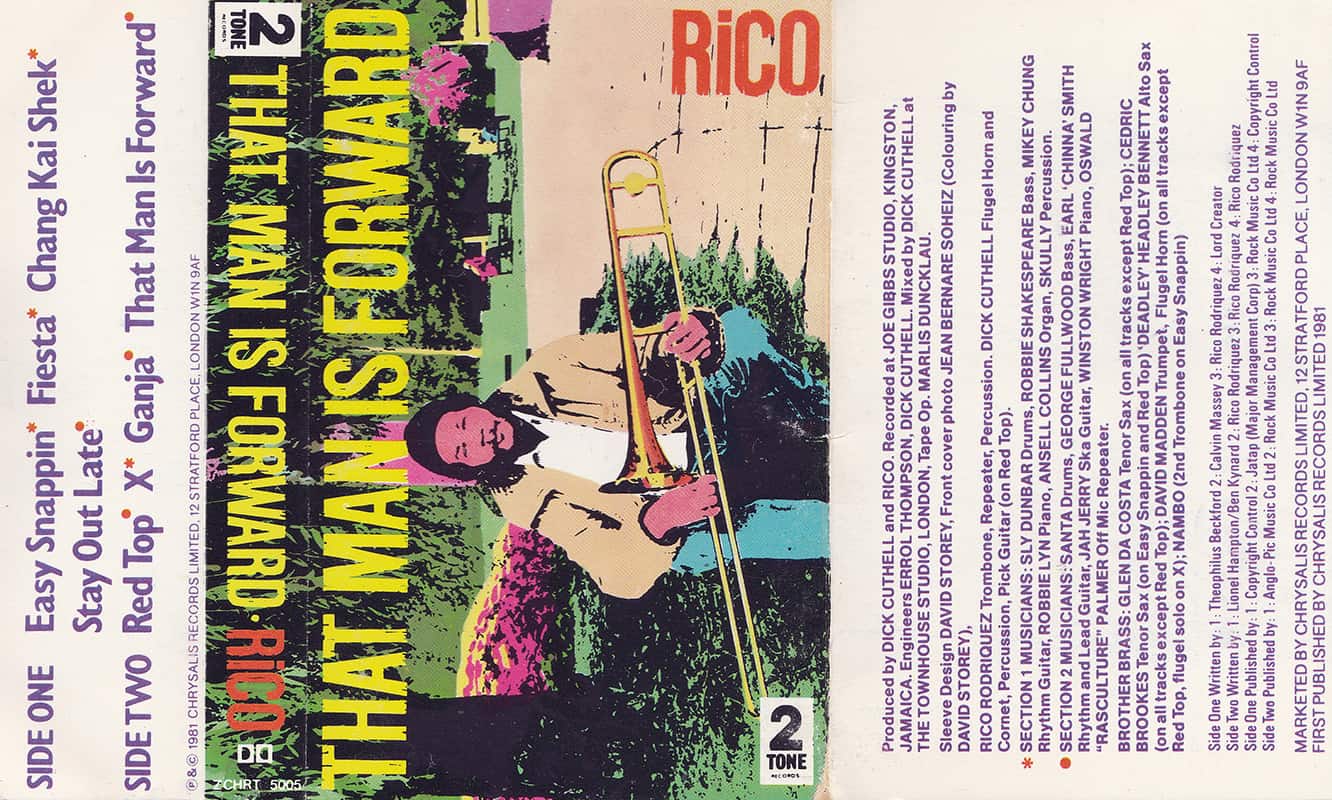 SIDE ONE Easy Snappin* Fiesta* Chang Kai Shek*
Stay Out Late•
SIDE TWO Red Top• X* Ganja• That Man Is Forward•
℗ & © 1981 CHRYSALIS RECORDS LIMITED, 12 STRATFORD PLACE, LONDON W1N 9AF
2
TONE
RECORDS
THAT MAN IS FORWARD·RiCO
ZCHRT 5005
THAT MAN IS FORWARD
RiCO
2
TONE
RECORDS
Produced by DICK CUTHELL and RICO. Recorded at JOE GIBBS STUDIO, KINGSTON,
JAMAICA. Engineers ERROL THOMPSON, DICK CUTHELL. Mixed by DICK CUTHELL at
THE TOWNHOUSE STUDIO, LONDON, Tape Op. MARLIS DUNCKLAU.
Sleeve Design DAVID STOREY, Front cover photo JEAN BERNARE SOHEIZ (Colouring by
DAVID STOREY),
RICO RODRIQUEZ Trombone, Repeater, Percussion. DICK CUTHELL Flugel Horn and
Cornet, Percussion, Pick Guitar (on Red Top).
* SECTION 1 MUSICIANS: SLY DUNBAR Drums, ROBBIE SHAKESPEARE Bass, MIKEY CHUNG
Rhythm Guitar, ROBBIE LYN Piano, ANSELL COLLINS Organ, SKULLY Percussion.
• SECTION 2 MUSICIANS: SANTA Drums, GEORGE FULLWOOD Bass, EARL 'CHINNA' SMITH
Rhythm and Lead Guitar, JAH JERRY Ska Guitar, WINSTON WRIGHT Piano, OSWALD
"RASCULTURE" PALMER Off Mic Repeater.
BROTHER BRASS: GLEN DA COSTA Tenor Sax (on all tracks except Red Top); CEDRIC
BROOKES Tenor Sax (on Easy Snappin and Red Top) 'DEADLEY' HEADLEY BENNETT Alto Sax
(on all tracks except Red Top); DAVID MADDEN Trumpet, Flugel Horn (on all tracks except
Red Top, flugel solo on X); NAMBO (2nd Trombone on Easy Snappin)
Side One Written by: 1 : Theophilus Beckford 2 : Calvin Massey 3 : Rico Rodriquez 4 : Lord Creator
Side Two Written by: 1 : Lionel Hampton/Ben Kynard 2 : Rico Rodriquez 3 : Rico Rodriquez 4 : Rico Rodriquez
Side One Published by: 1 : Copyright Control 2 : Jatap (Major Management Corp) 3 : Rock Music Co Ltd 4 : Copyright Control
Side Two Published by: 1 : Anglo-Pic Music Co Ltd 2 : Rock Music Co Ltd 3 : Rock Music Co Ltd 4 : Rock Music Co Ltd
MARKETED BY CHRYSALIS RECORDS LIMITED, 12 STRATFORD PLACE, LONDON W1N 9AF
FIRST PUBLISHED BY CHRYSALIS RECORDS LIMITED 1981